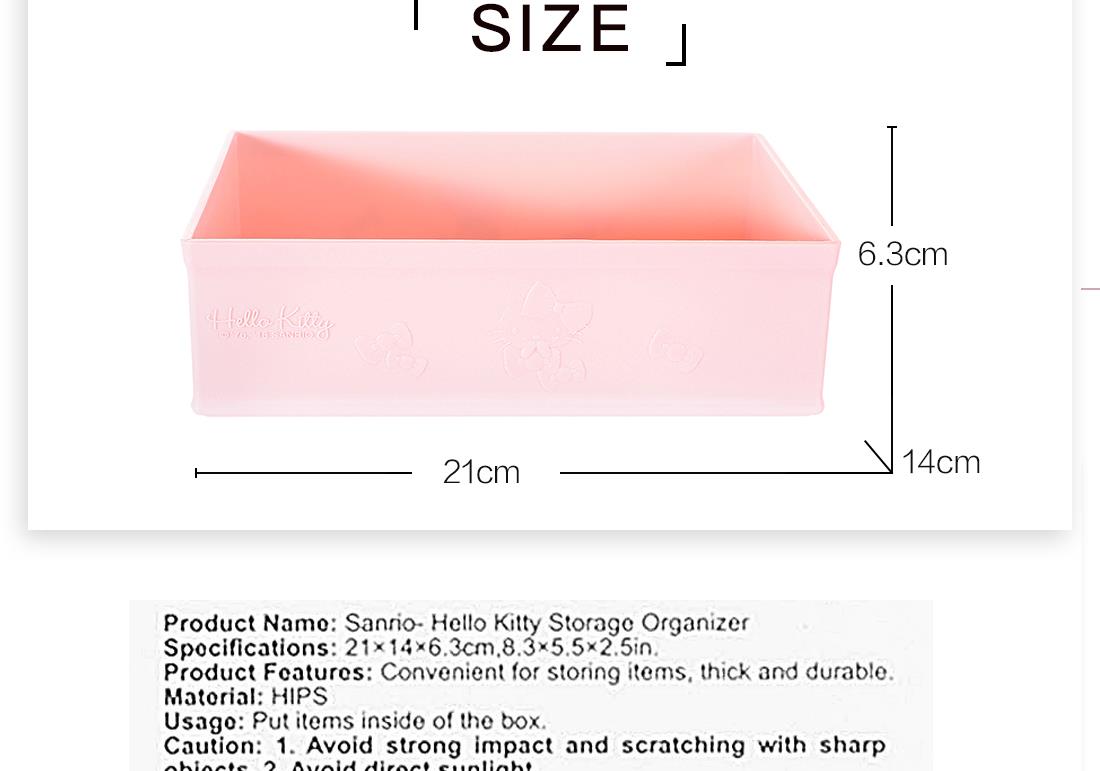 SIZE
6.3cm
Hello Kitty
21cm
14cm
Product Name: Sanrio- Hello Kitty Storage Organizer
Specifications: 21×14×6.3cm,8.3×5.5×2.5in.
Product Features: Convenient for storing items, thick and durable.
Material: HIPS
Usage: Put items inside of the box.
Caution: 1. Avoid strong impact and scratching with sharp
objects. 2. Avoid direct sunlight